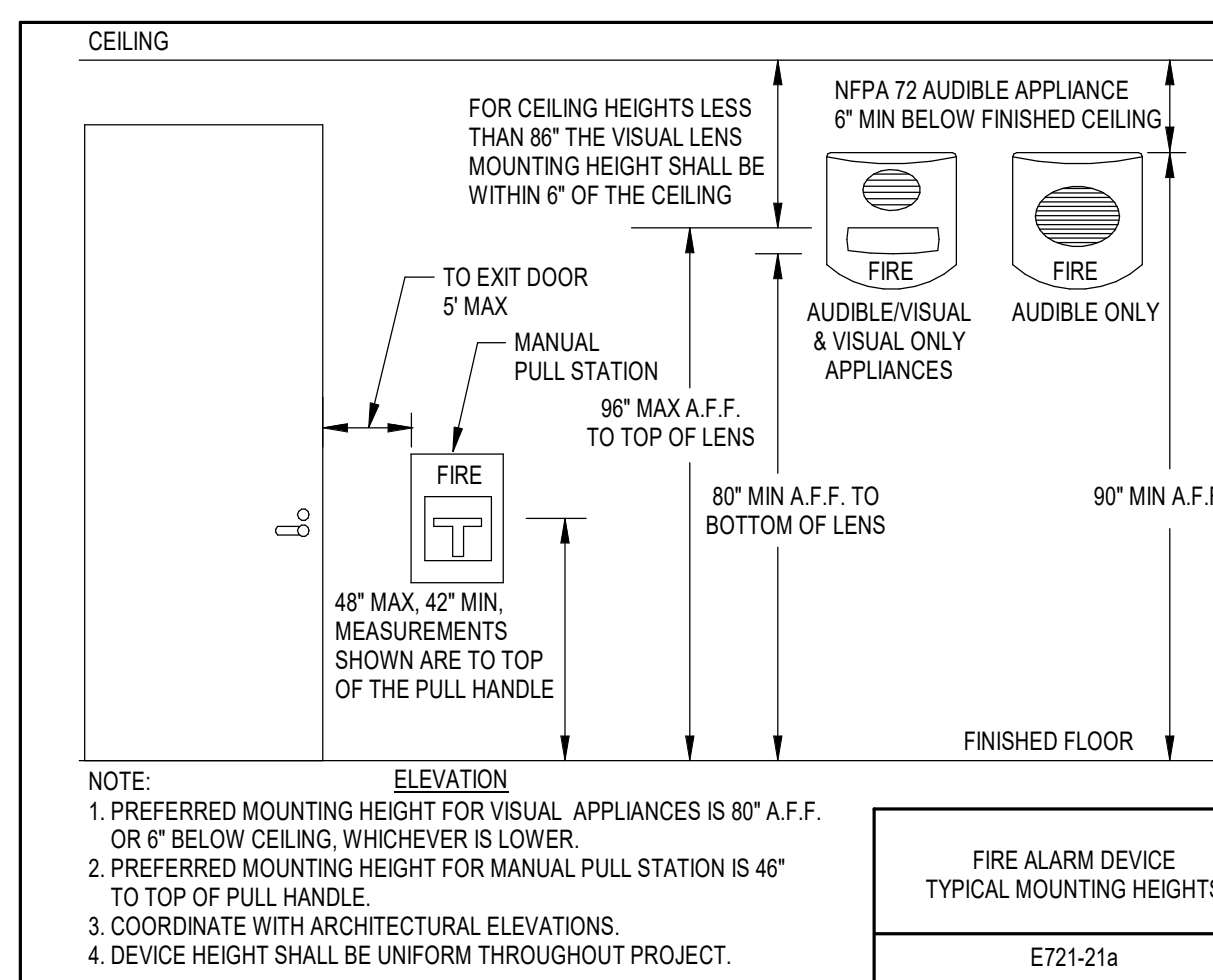 CEILING
FOR CEILING HEIGHTS LESS
THAN 86" THE VISUAL LENS
MOUNTING HEIGHT SHALL BE
WITHIN 6" OF THE CEILING
NFPA 72 AUDIBLE APPLIANCE
6" MIN BELOW FINISHED CEILING
TO EXIT DOOR
5' MAX
MANUAL
PULL STATION
FIRE
FIRE
AUDIBLE/VISUAL
& VISUAL ONLY
APPLIANCES
AUDIBLE ONLY
96" MAX A.F.F.
TO TOP OF LENS
FIRE
80" MIN A.F.F. TO
BOTTOM OF LENS
90" MIN A.F.F
48" MAX, 42" MIN,
MEASUREMENTS
SHOWN ARE TO TOP
OF THE PULL HANDLE
FINISHED FLOOR
NOTE:
ELEVATION
1. PREFERRED MOUNTING HEIGHT FOR VISUAL APPLIANCES IS 80" A.F.F.
OR 6" BELOW CEILING, WHICHEVER IS LOWER.
2. PREFERRED MOUNTING HEIGHT FOR MANUAL PULL STATION IS 46"
TO TOP OF PULL HANDLE.
3. COORDINATE WITH ARCHITECTURAL ELEVATIONS.
4. DEVICE HEIGHT SHALL BE UNIFORM THROUGHOUT PROJECT.
FIRE ALARM DEVICE
TYPICAL MOUNTING HEIGHTS
E721-21a